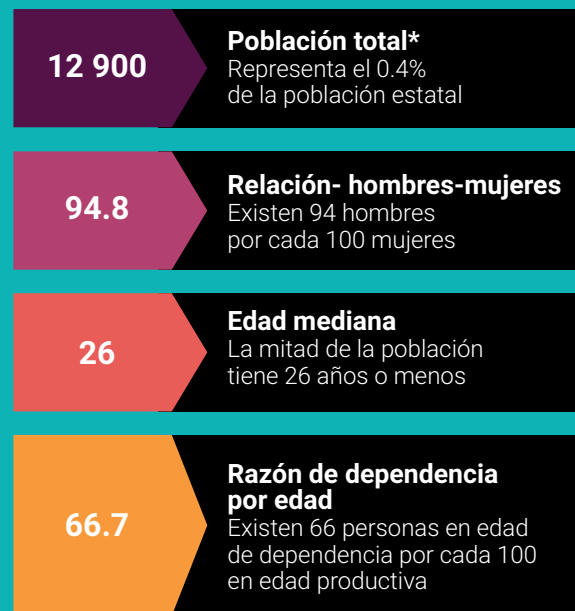 12 900
Población total*
Representa el 0.4%
de la población estatal
94.8
Relación- hombres-mujeres
Existen 94 hombres
por cada 100 mujeres
26
Edad mediana
La mitad de la población
tiene 26 años o menos
66.7
Razón de dependencia
por edad
Existen 66 personas en edad
de dependencia por cada 100
en edad productiva